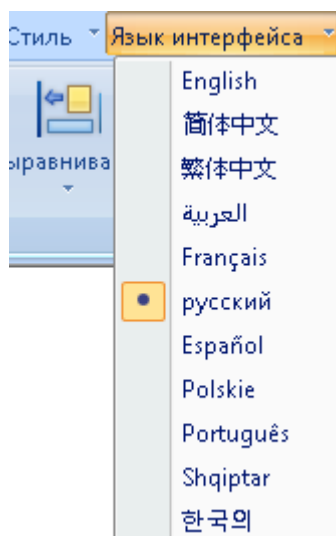 Стиль Язык интерфейса
English
简体中文
ыравнива
繁体中文
العربية
Français
русский
Español
Polskie
Português
Shqiptar
한국의